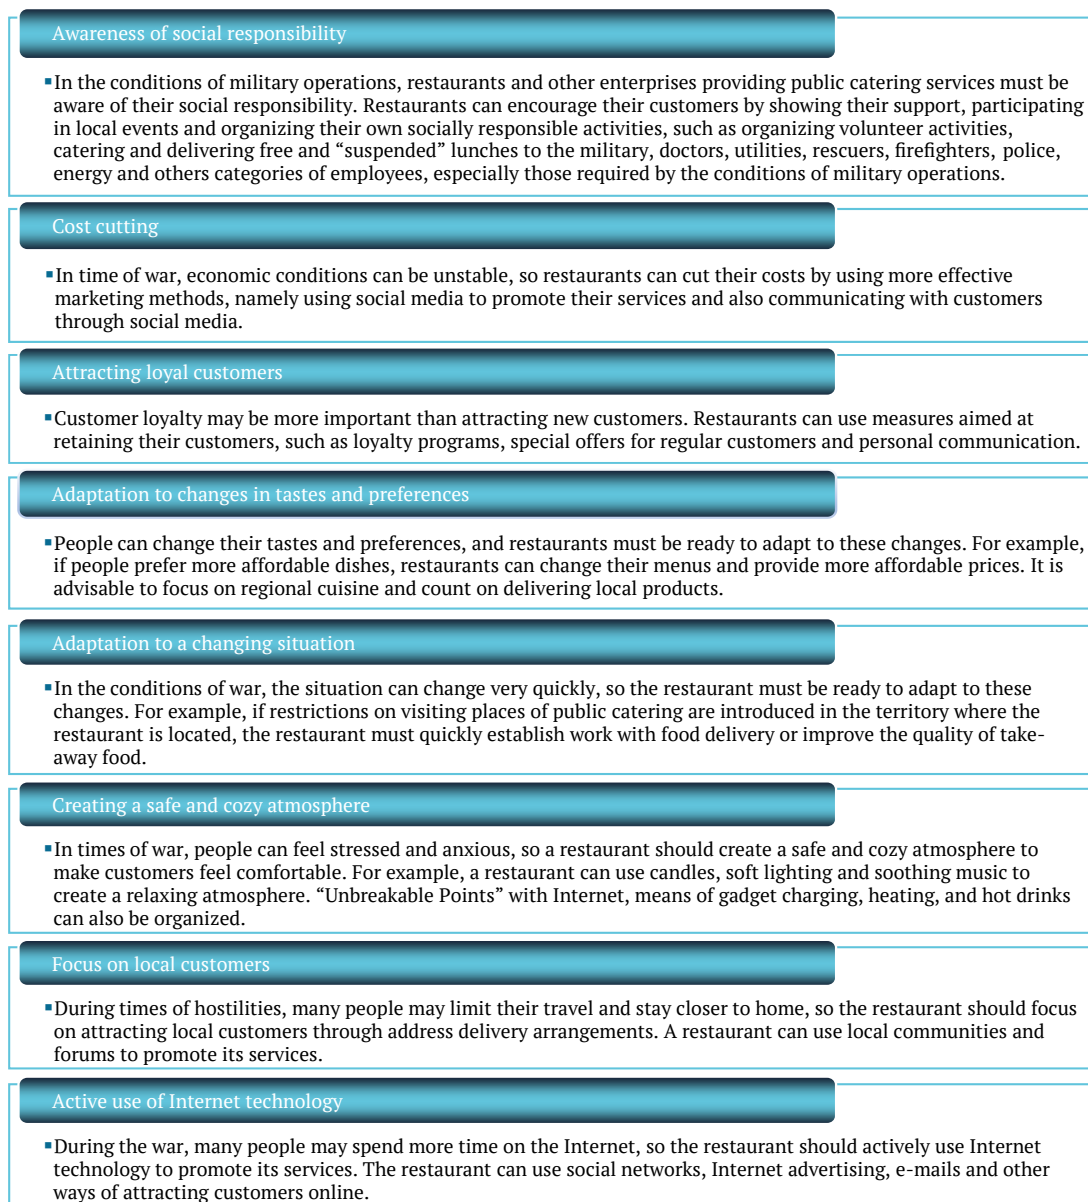 Awareness of social responsibility
▪In the conditions of military operations, restaurants and other enterprises providing public catering services must be
aware of their social responsibility. Restaurants can encourage their customers by showing their support, participating
in local events and organizing their own socially responsible activities, such as organizing volunteer activities,
catering and delivering free and “suspended” lunches to the military, doctors, utilities, rescuers, firefighters, police,
energy and others categories of employees, especially those required by the conditions of military operations.
Cost cutting
▪In time of war, economic conditions can be unstable, so restaurants can cut their costs by using more effective
marketing methods, namely using social media to promote their services and also communicating with customers
through social media.
Attracting loyal customers
▪Customer loyalty may be more important than attracting new customers. Restaurants can use measures aimed at
retaining their customers, such as loyalty programs, special offers for regular customers and personal communication.
Adaptation to changes in tastes and preferences
▪People can change their tastes and preferences, and restaurants must be ready to adapt to these changes. For example,
if people prefer more affordable dishes, restaurants can change their menus and provide more affordable prices. It is
advisable to focus on regional cuisine and count on delivering local products.
Adaptation to a changing situation
▪In the conditions of war, the situation can change very quickly, so the restaurant must be ready to adapt to these
changes. For example, if restrictions on visiting places of public catering are introduced in the territory where the
restaurant is located, the restaurant must quickly establish work with food delivery or improve the quality of take-
away food.
Creating a safe and cozy atmosphere
▪In times of war, people can feel stressed and anxious, so a restaurant should create a safe and cozy atmosphere to
make customers feel comfortable. For example, a restaurant can use candles, soft lighting and soothing music to
create a relaxing atmosphere. “Unbreakable Points” with Internet, means of gadget charging, heating, and hot drinks
can also be organized.
Focus on local customers
▪During times of hostilities, many people may limit their travel and stay closer to home, so the restaurant should focus
on attracting local customers through address delivery arrangements. A restaurant can use local communities and
forums to promote its services.
Active use of Internet technology
▪During the war, many people may spend more time on the Internet, so the restaurant should actively use Internet
technology to promote its services. The restaurant can use social networks, Internet advertising, e-mails and other
ways of attracting customers online.